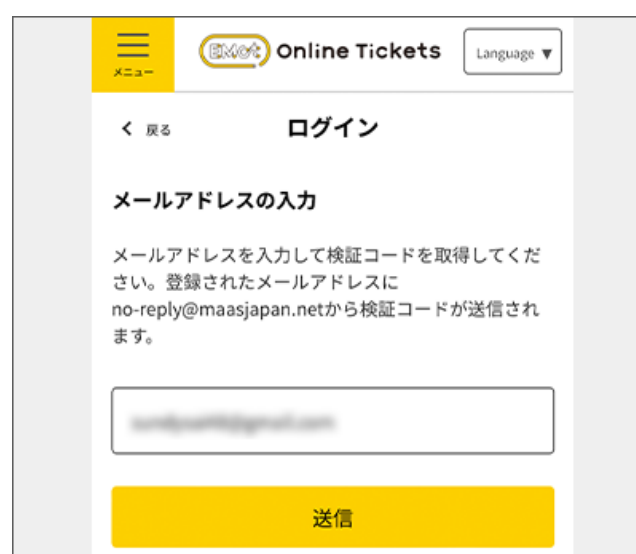 メニュー
EMot Online Tickets
Language ▼
戻る
ログイン
メールアドレスの入力
メールアドレスを入力して検証コードを取得してくだ
さい。登録されたメールアドレスに
no-reply@maasjapan.netから検証コードが送信され
ます。
送信